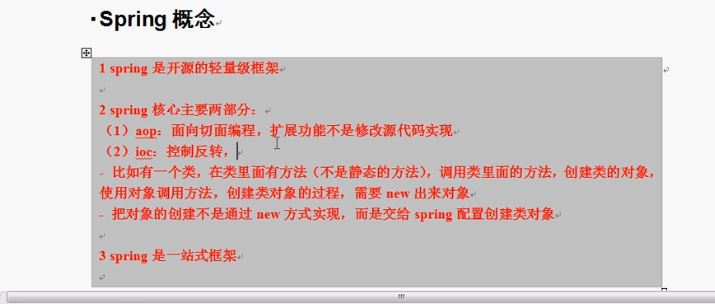 ▪Spring 概念
1 spring 是开源的轻量级框架
2 spring 核心主要两部分：
（1）aop：面向切面编程，扩展功能不是修改源代码实现
（2）ioc：控制反转，
- 比如有一个类，在类里面有方法（不是静态的方法），调用类里面的方法，创建类的对象，
使用对象调用方法，创建类对象的过程，需要 new 出来对象
- 把对象的创建不是通过 new 方式实现，而是交给 spring 配置创建类对象
3 spring 是一站式框架